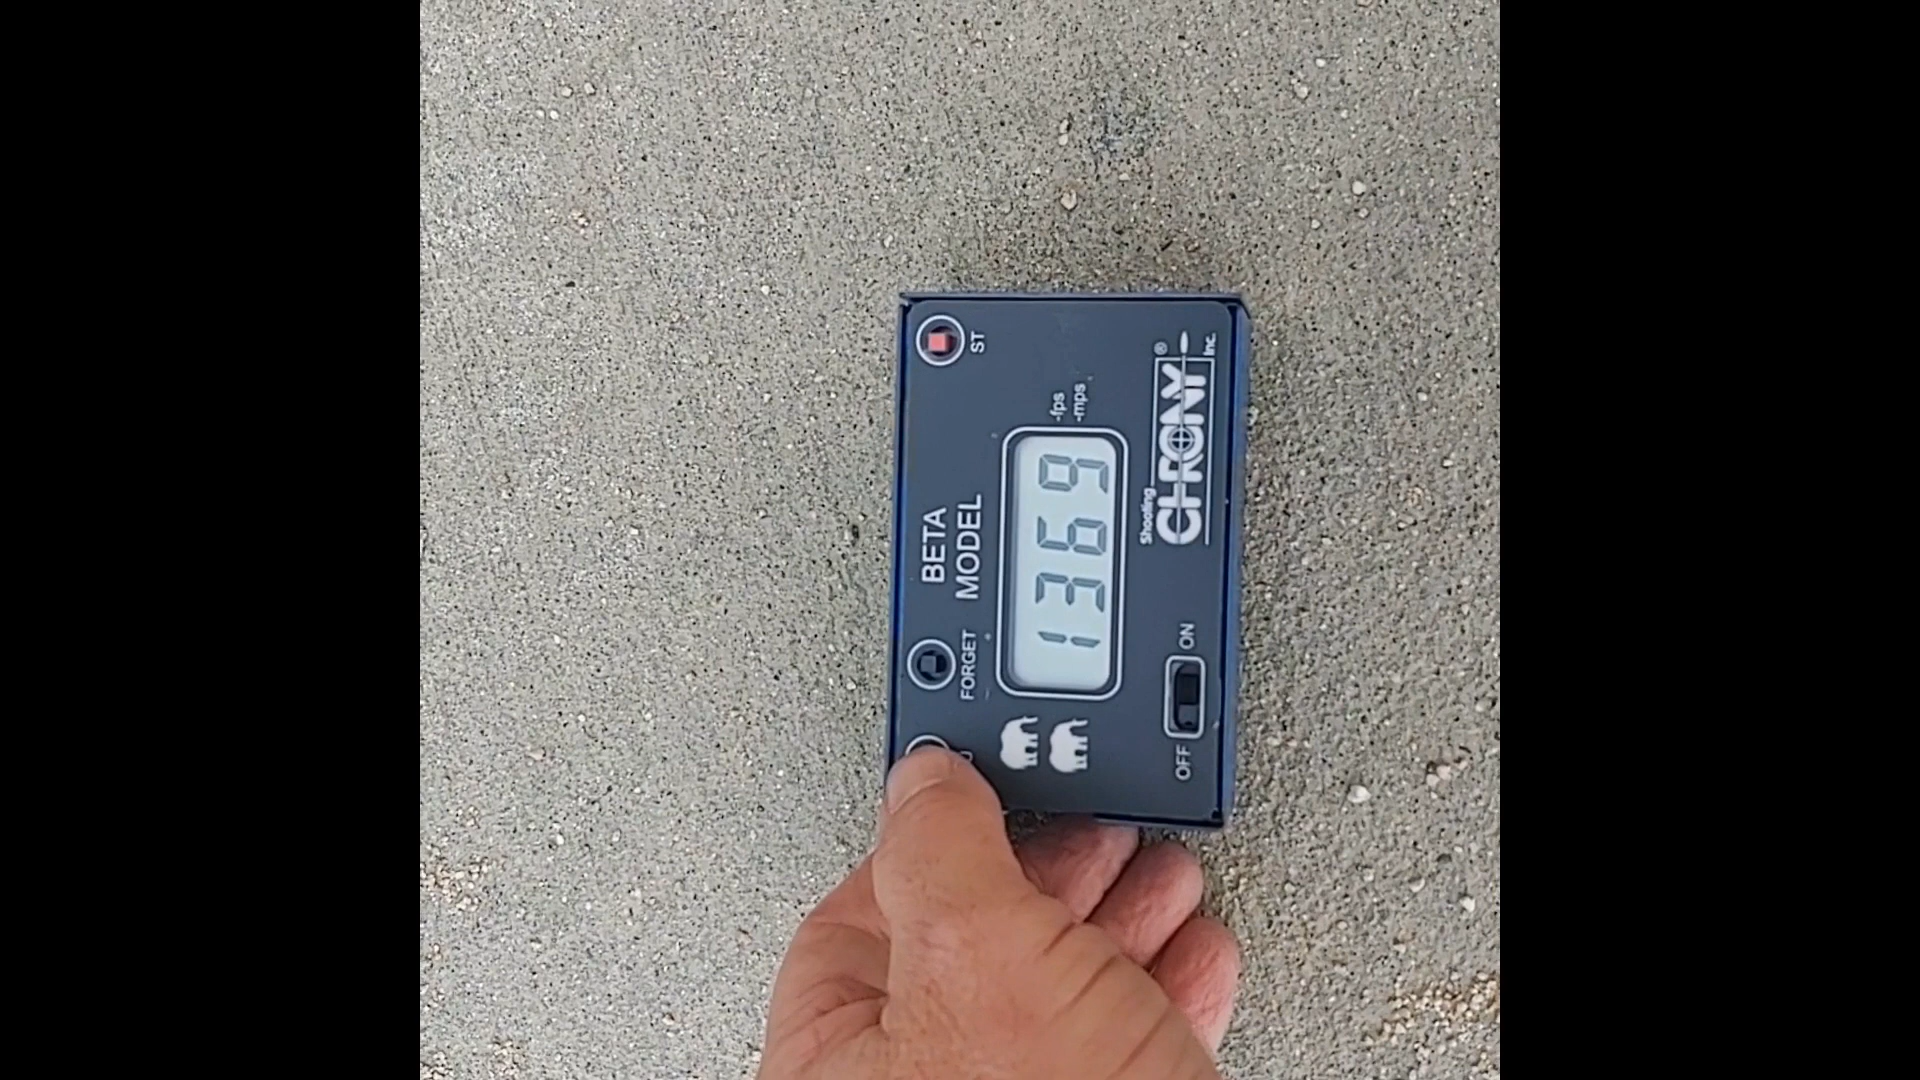 FORGET
ST
BETA
MODEL
1369
-fps
-mps
OFF
ON
Shooting
CHRONY®
Inc.